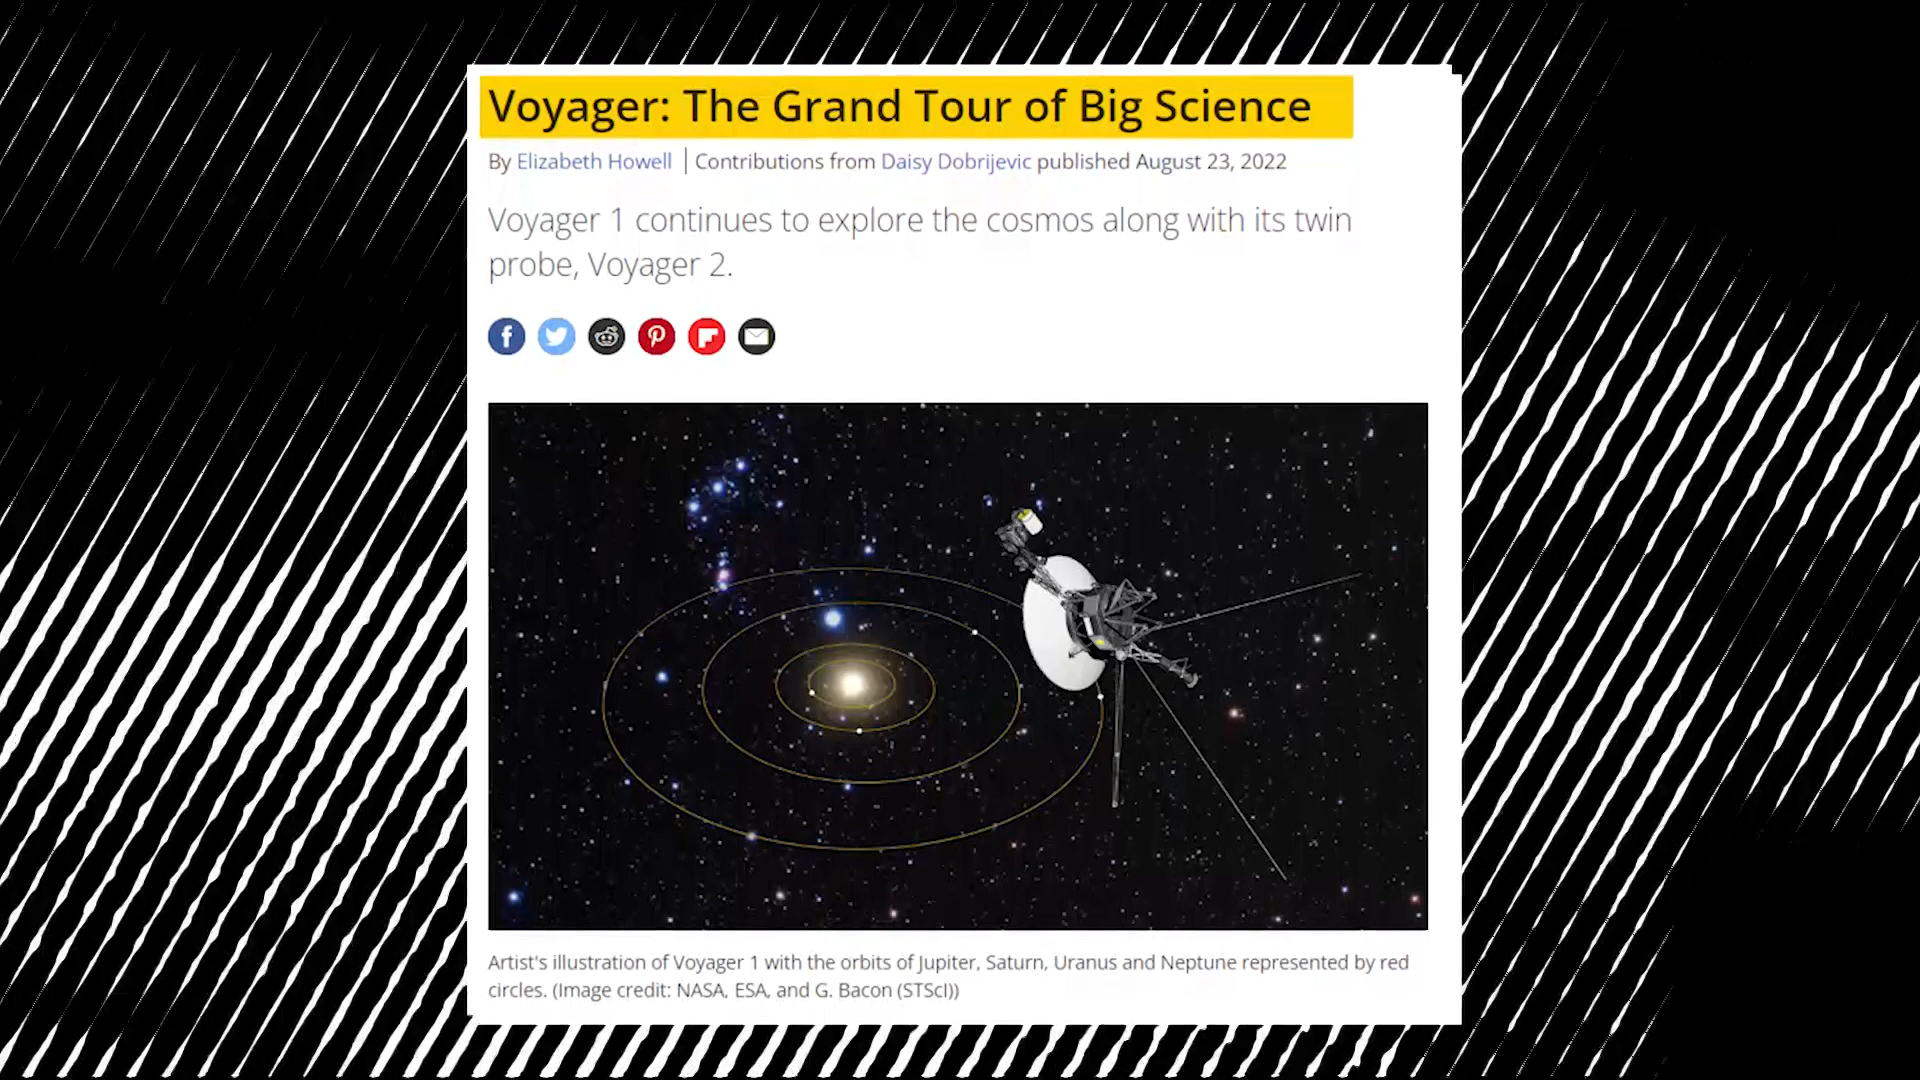 Voyager: The Grand Tour of Big Science
By Elizabeth Howell | Contributions from Daisy Dobrijevic published August 23, 2022
Voyager 1 continues to explore the cosmos along with its twin
probe, Voyager 2.
Artist's illustration of Voyager 1 with the orbits of Jupiter, Saturn, Uranus and Neptune represented by red
circles. (Image credit: NASA, ESA, and G. Bacon (STScI))